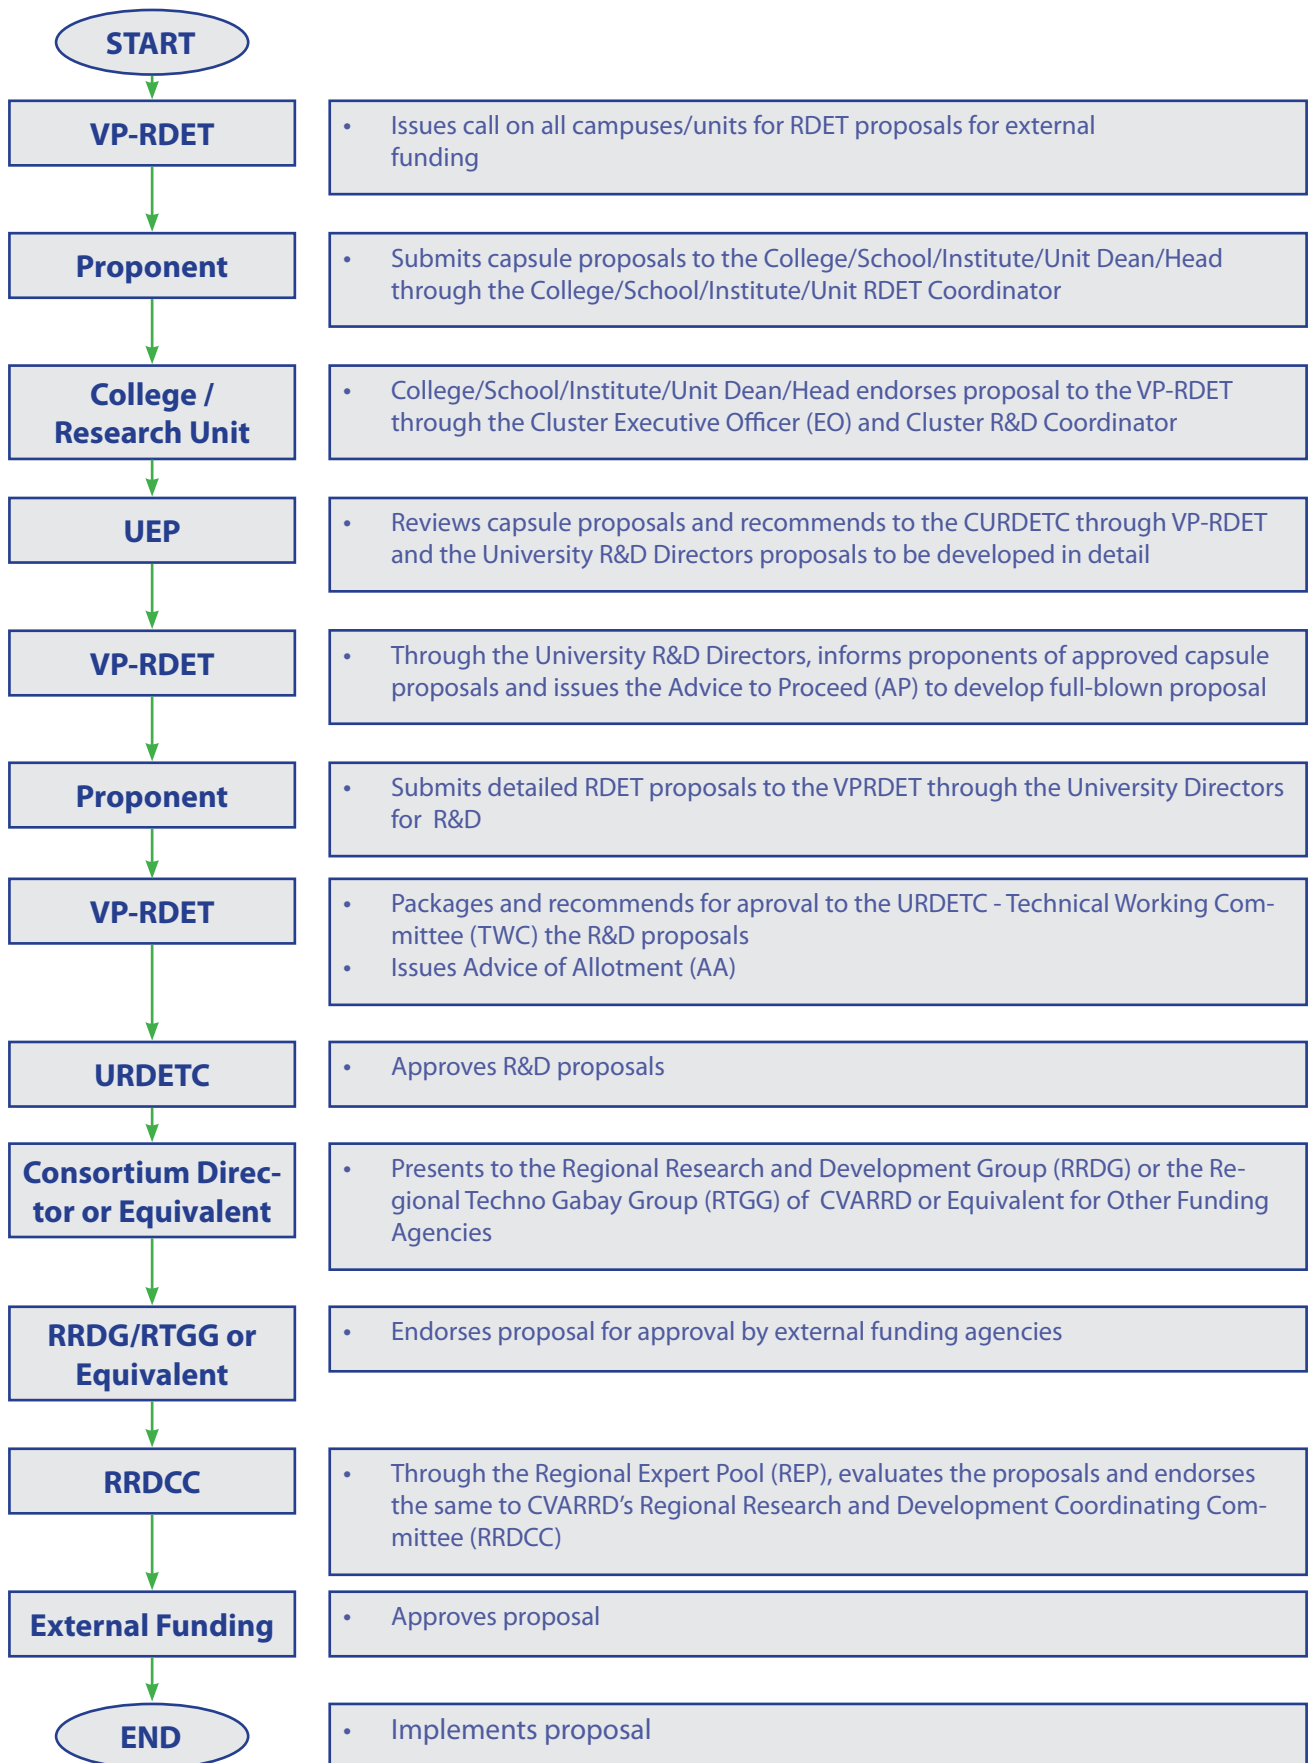 START
VP-RDET
• Issues call on all campuses/units for RDET proposals for external
funding
Proponent
• Submits capsule proposals to the College/School/Institute/Unit Dean/Head
through the College/School/Institute/Unit RDET Coordinator
College /
Research Unit
• College/School/Institute/Unit Dean/Head endorses proposal to the VP-RDET
through the Cluster Executive Officer (EO) and Cluster R&D Coordinator
UEP
• Reviews capsule proposals and recommends to the CURDETC through VP-RDET
and the University R&D Directors proposals to be developed in detail
VP-RDET
• Through the University R&D Directors, informs proponents of approved capsule
proposals and issues the Advice to Proceed (AP) to develop full-blown proposal
Proponent
• Submits detailed RDET proposals to the VPRDET through the University Directors
for R&D
VP-RDET
• Packages and recommends for aproval to the URDETC - Technical Working Com-
mittee (TWC) the R&D proposals
• Issues Advice of Allotment (AA)
URDETC
• Approves R&D proposals
Consortium Direc-
tor or Equivalent
• Presents to the Regional Research and Development Group (RRDG) or the Re-
gional Techno Gabay Group (RTGG) of CVARRD or Equivalent for Other Funding
Agencies
RRDG/RTGG or
Equivalent
• Endorses proposal for approval by external funding agencies
RRDCC
• Through the Regional Expert Pool (REP), evaluates the proposals and endorses
the same to CVARRD's Regional Research and Development Coordinating Com-
mittee (RRDCC)
External Funding
• Approves proposal
END
• Implements proposal